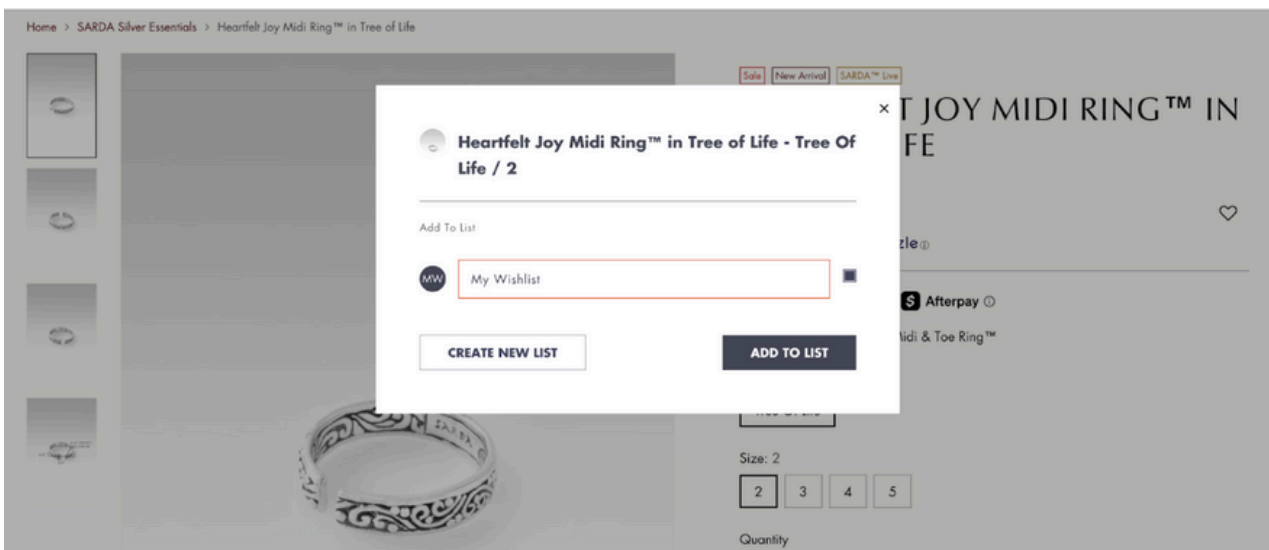 Home > SARDA Silver Essentials > Heartfelt Joy Midi Ring™ in Tree of Life
Sale New Arrival SARDA™ Live
T JOY MIDI RING™ IN
FE
×
Heartfelt Joy Midi Ring™ in Tree of Life - Tree Of
Life / 2
Add To List
MW My Wishlist
CREATE NEW LIST ADD TO LIST
zle
Afterpay
Midi & Toe Ring™
SARDA
Size: 2
2 3 4 5
Quantity